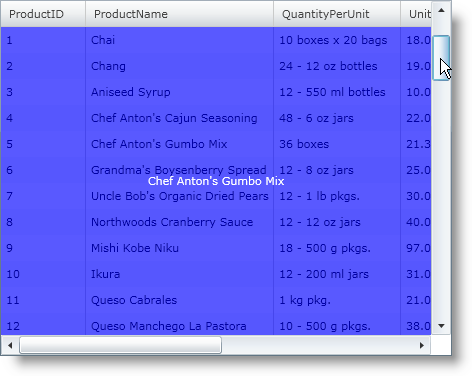 ProductID ProductName QuantityPerUnit Unit
1 Chai 10 boxes x 20 bags 18.0
2 Chang 24 - 12 oz bottles 19.0
3 Aniseed Syrup 12 - 550 ml bottles 10.0
4 Chef Anton's Cajun Seasoning 48 - 6 oz jars 22.0
5 Chef Anton's Gumbo Mix 36 boxes 21.3
6 Grandma's Boysenberry Spread 12 - 8 oz jars 25.0
Chef Anton's Gumbo Mix
7 Uncle Bob's Organic Dried Pears 12 - 1 lb pkgs. 30.0
8 Northwoods Cranberry Sauce 12 - 12 oz jars 40.0
9 Mishi Kobe Niku 18 - 500 g pkgs. 97.0
10 Ikura 12 - 200 ml jars 31.0
11 Queso Cabrales 1 kg pkg. 21.0
12 Queso Manchego La Pastora 10 - 500 g pkgs. 38.0